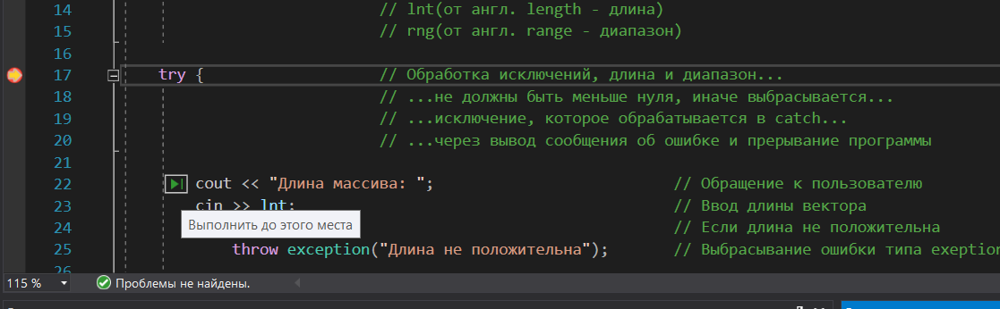 14 // lnt(от англ. length - длина)
15 // rng(от англ. range - диапазон)
16
17 try { // Обработка исключений, длина и диапазон...
18 // ...не должны быть меньше нуля, иначе выбрасывается...
19 // ...исключение, которое обрабатывается в catch...
20 // ...через вывод сообщения об ошибке и прерывание программы
21
22 cout << "Длина массива: "; // Обращение к пользователю
23 cin >> lnt; // Ввод длины вектора
Выполнить до этого места
24 // Если длина не положительна
25 throw exception("Длина не положительна"); // Выбрасывание ошибки типа exeption
26
115 % Проблемы не найдены.